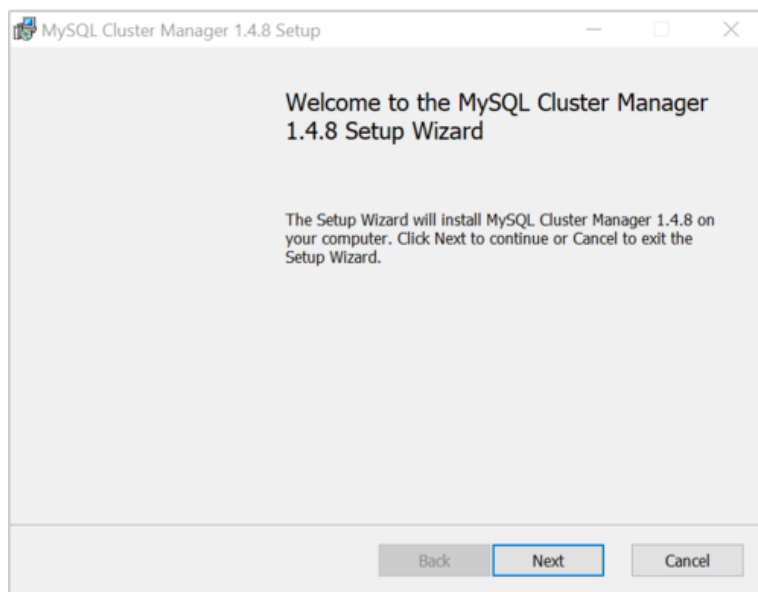 MySQL Cluster Manager 1.4.8 Setup
Welcome to the MySQL Cluster Manager
1.4.8 Setup Wizard
The Setup Wizard will install MySQL Cluster Manager 1.4.8 on
your computer. Click Next to continue or Cancel to exit the
Setup Wizard.
Back Next Cancel